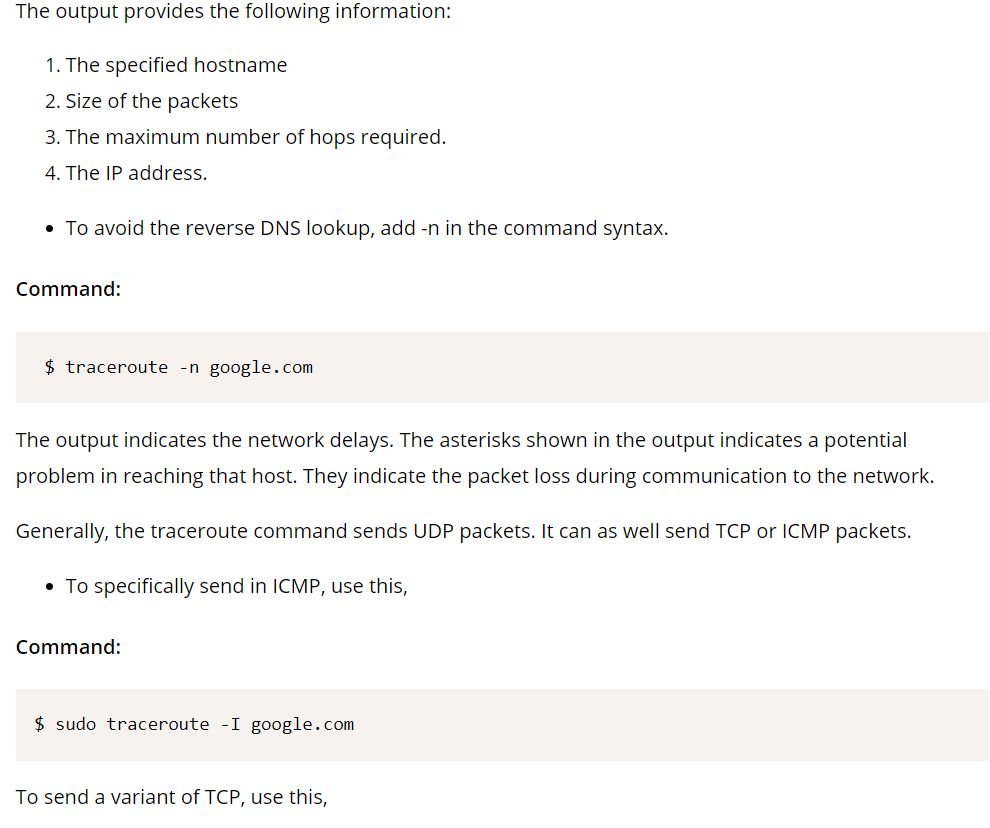 The output provides the following information:
1. The specified hostname
2. Size of the packets
3. The maximum number of hops required.
4. The IP address.
• To avoid the reverse DNS lookup, add -n in the command syntax.
Command:
$ traceroute -n google.com
The output indicates the network delays. The asterisks shown in the output indicates a potential
problem in reaching that host. They indicate the packet loss during communication to the network.
Generally, the traceroute command sends UDP packets. It can as well send TCP or ICMP packets.
• To specifically send in ICMP, use this,
Command:
$ sudo traceroute -I google.com
To send a variant of TCP, use this,